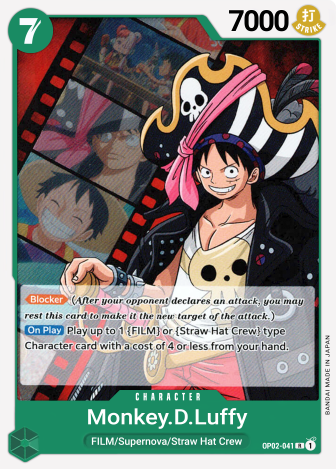 7
7000
打
STRIKE
Blocker (After your opponent declares an attack, you may
rest this card to make it the new target of the attack.)
On Play Play up to 1 {FILM} or {Straw Hat Crew} type
Character card with a cost of 4 or less from your hand.
CHARACTER
Monkey.D.Luffy
FILM/Supernova/Straw Hat Crew
OP02-041 R 1
BANDAI MADE IN JAPAN